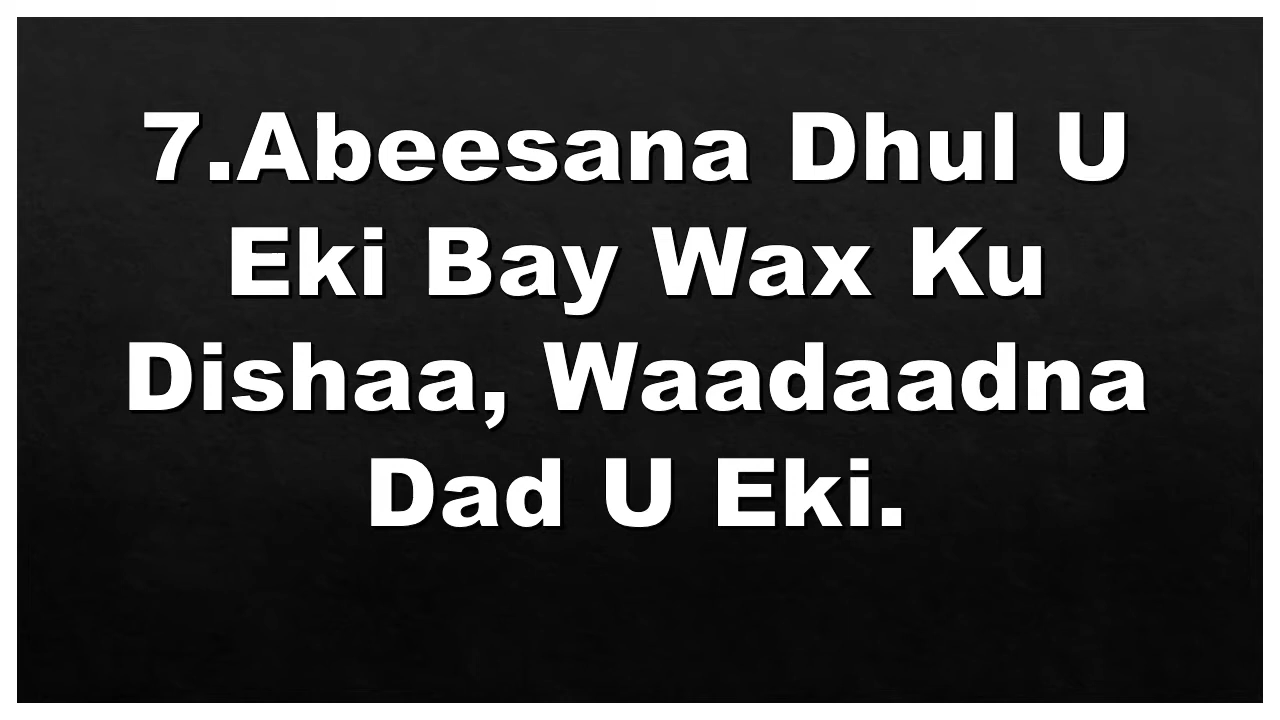 7.Abeesana Dhul U
Eki Bay Wax Ku
Dishaa, Waadaadna
Dad U Eki.